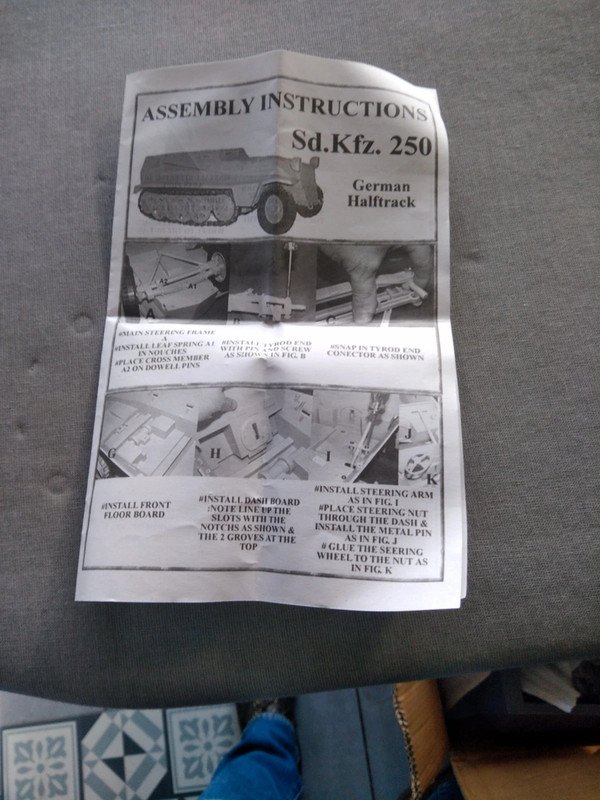 ASSEMBLY INSTRUCTIONS
Sd.Kfz. 250
German
Halftrack
A2
A1
A
#MAIN STEERING FRAME
A
#INSTALL LEAF SPRING A1
IN NOUCHES
#PLACE CROSS MEMBER
A2 ON DOWELL PINS
B
#INSTALL TYROD END
WITH PIN AND SCREW
AS SHOWN IN FIG. B
C
#SNAP IN TYROD END
CONECTOR AS SHOWN
G
#INSTALL FRONT
FLOOR BOARD
H
#INSTALL DASH BOARD
:NOTE LINE UP THE
SLOTS WITH THE
NOTCHS AS SHOWN &
THE 2 GROVES AT THE
TOP
I
J
K
#INSTALL STEERING ARM
AS IN FIG. I
#PLACE STEERING NUT
THROUGH THE DASH &
INSTALL THE METAL PIN
AS IN FIG. J
# GLUE THE SEERING
WHEEL TO THE NUT AS
IN FIG. K